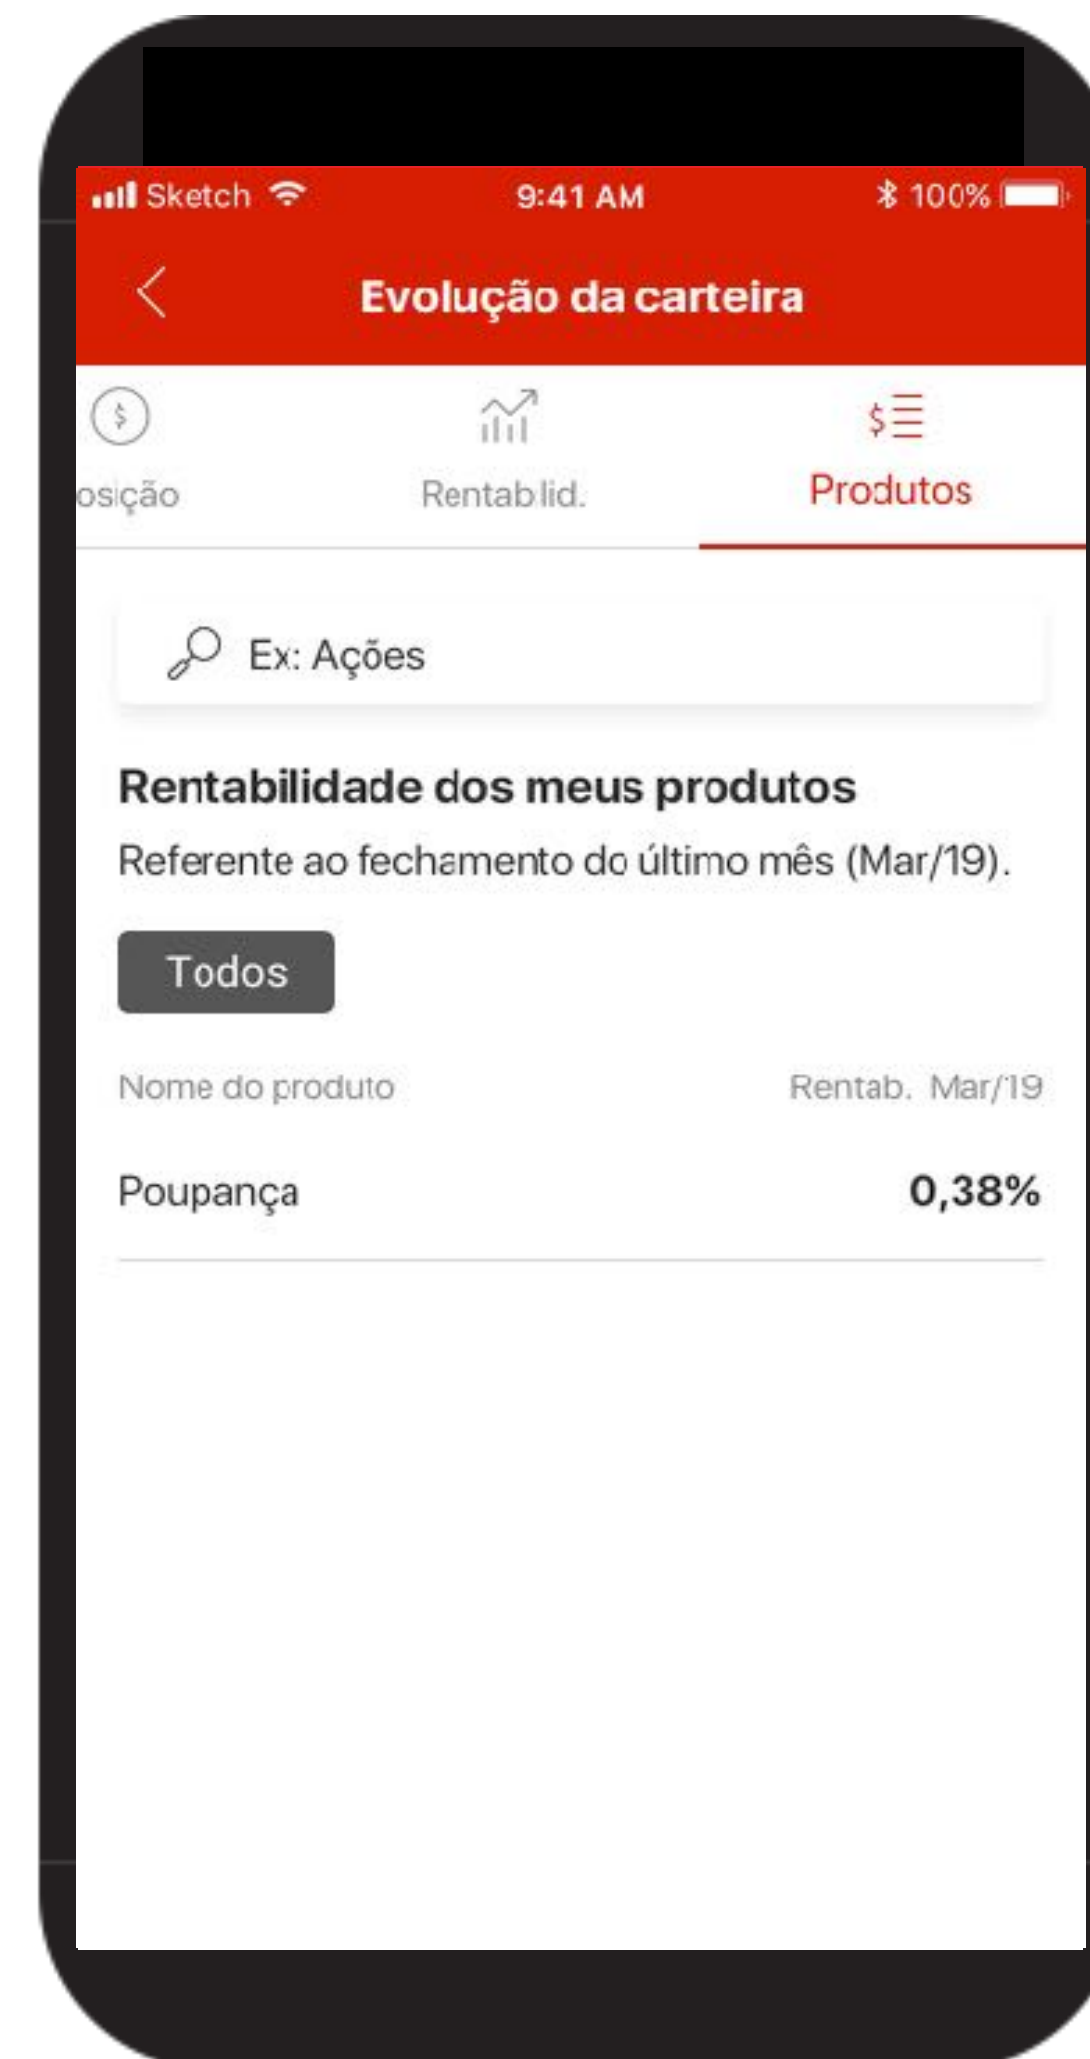 Sketch 9:41 AM 100%
Evolução da carteira
osição Rentabilid. Produtos
Ex: Ações
Rentabilidade dos meus produtos
Referente ao fechamento do último mês (Mar/19).
Todos
Nome do produto Rentab. Mar/19
Poupança 0,38%